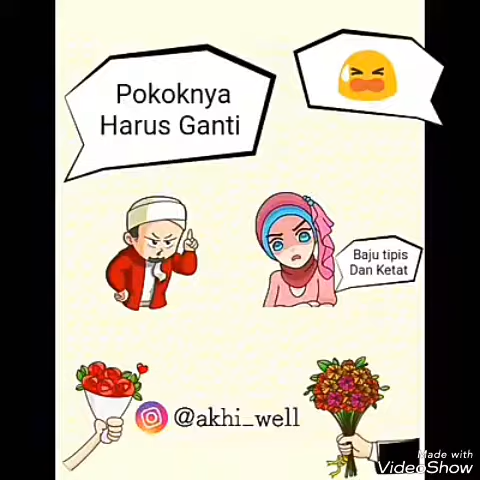 Pokoknya
Harus Ganti
Baju tipis
Dan Ketat
@akhi_well
Made with
VideoShow